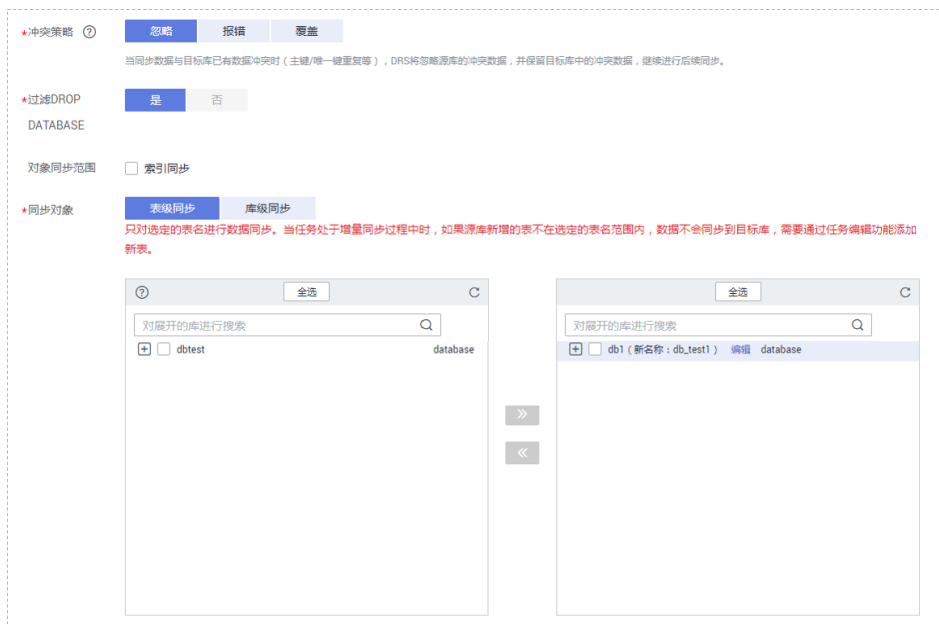 *冲突策略 ? 忽略 报错 覆盖
当同步数据与目标库已有数据冲突时（主键/唯一键重复等），DRS将忽略源库的冲突数据，并保留目标库中的冲突数据，继续进行后续同步。
*过滤DROP 是 否
DATABASE
对象同步范围 索引同步
*同步对象 表级同步 库级同步
只对选定的表名进行数据同步。当任务处于增量同步过程中时，如果源库新增的表不在选定的表名范围内，数据不会同步到目标库，需要通过任务编辑功能添加
新表。
? 全选
对展开的库进行搜索
dbtest database
全选
对展开的库进行搜索
db1（新名称：db_test1） 编辑 database